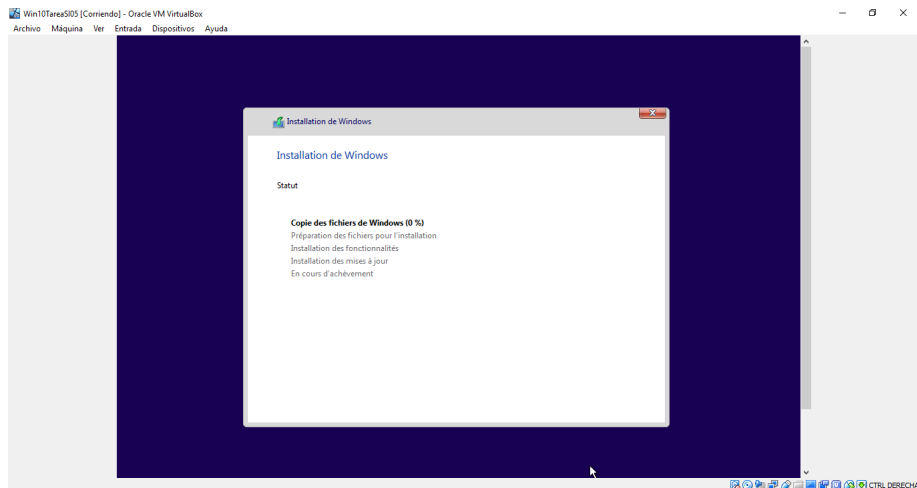 Win10TareaSI05 [Corriendo] - Oracle VM VirtualBox
Archivo Máquina Ver Entrada Dispositivos Ayuda
Installation de Windows
Installation de Windows
Statut
Copie des fichiers de Windows (0 %)
Préparation des fichiers pour l'installation
Installation des fonctionnalités
Installation des mises à jour
En cours d'achèvement
CTRL DERECHA